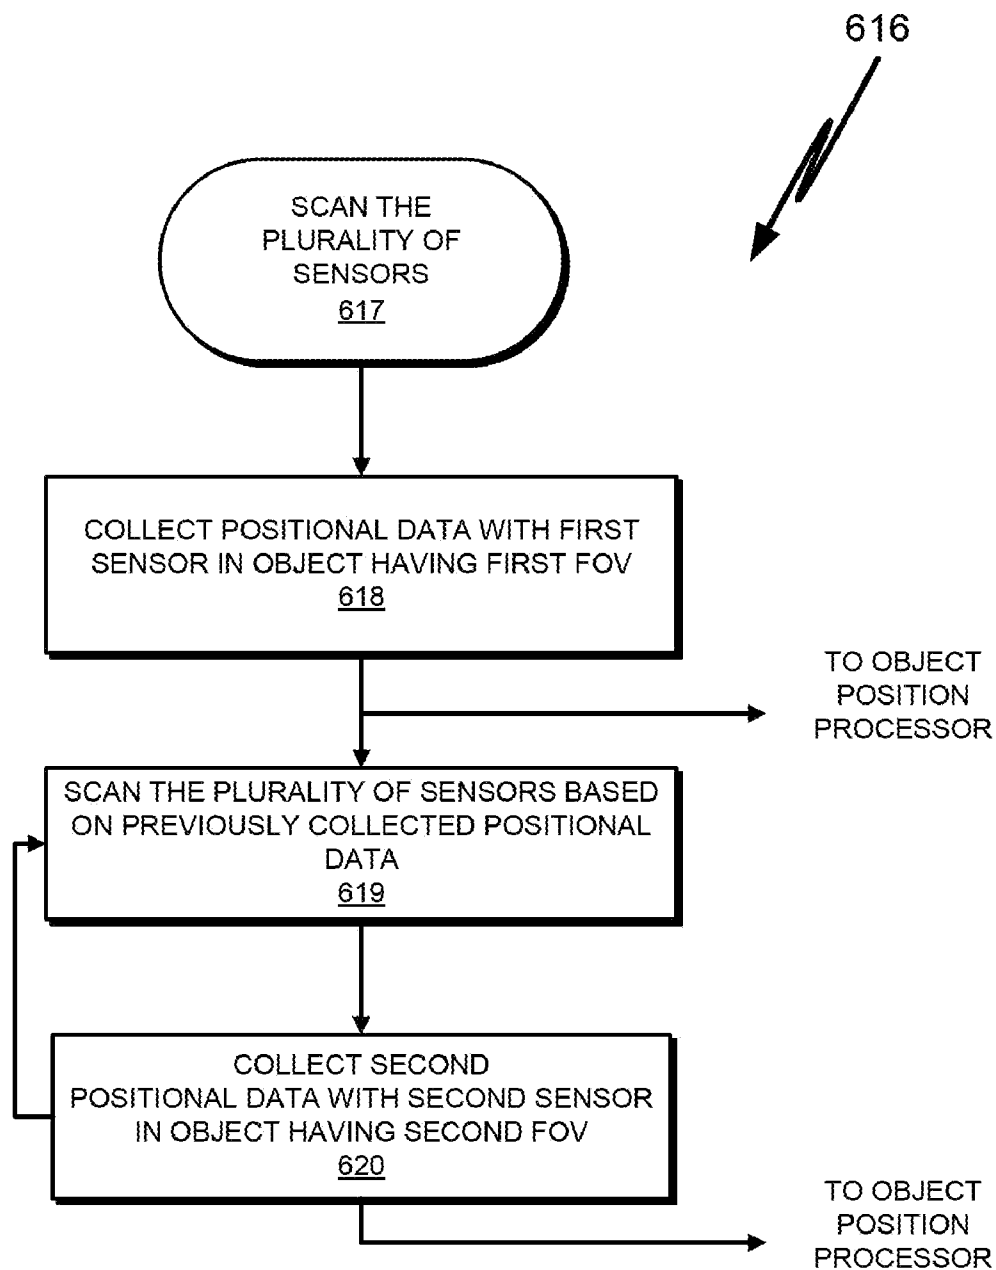 616
SCAN THE
PLURALITY OF
SENSORS
617
COLLECT POSITIONAL DATA WITH FIRST
SENSOR IN OBJECT HAVING FIRST FOV
618
TO OBJECT
POSITION
PROCESSOR
SCAN THE PLURALITY OF SENSORS BASED
ON PREVIOUSLY COLLECTED POSITIONAL
DATA
619
COLLECT SECOND
POSITIONAL DATA WITH SECOND SENSOR
IN OBJECT HAVING SECOND FOV
620
TO OBJECT
POSITION
PROCESSOR